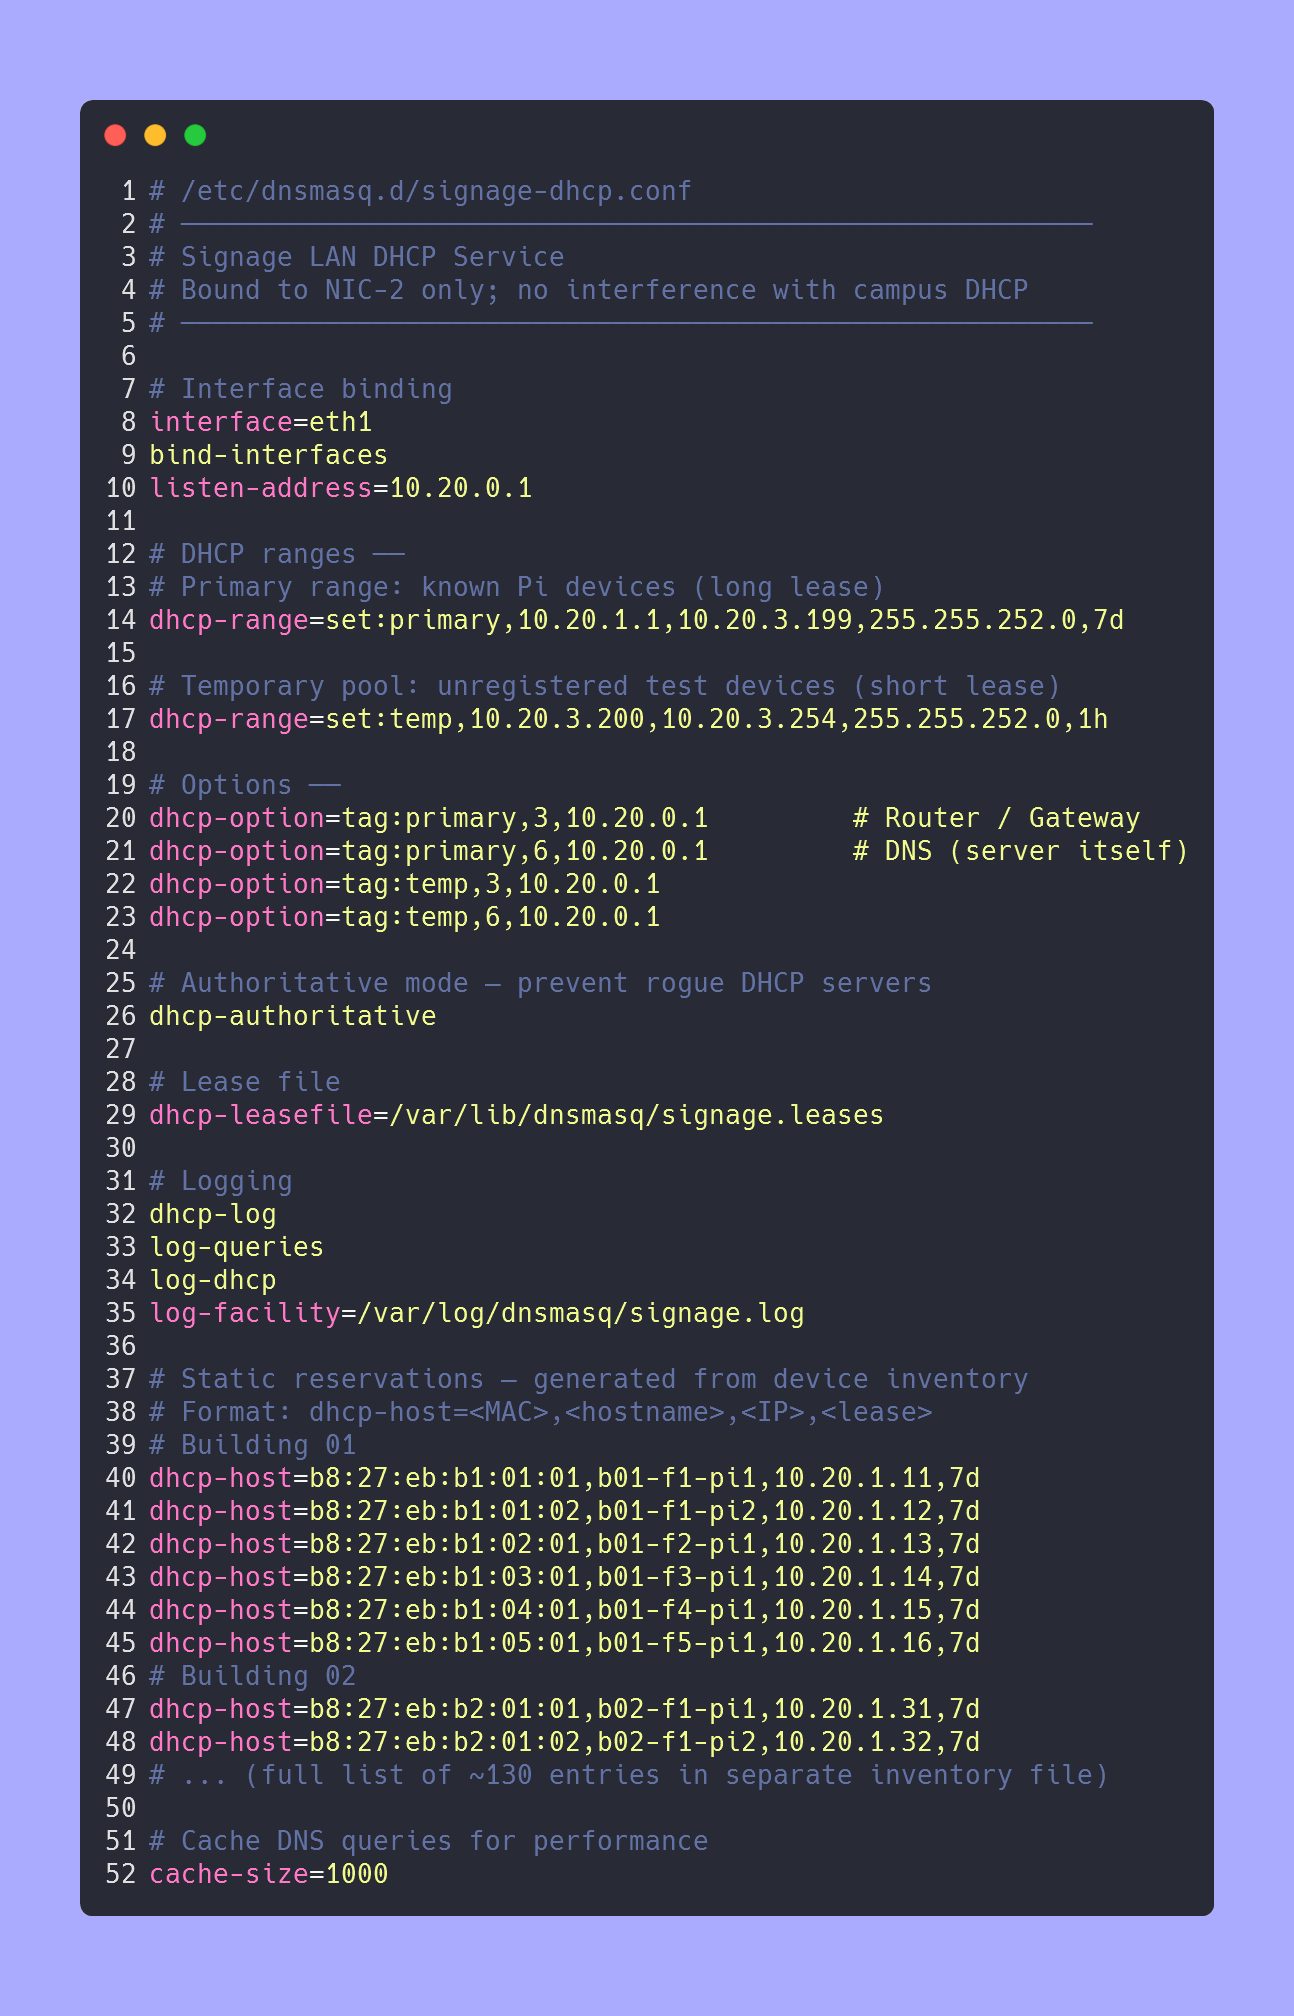 1 # /etc/dnsmasq.d/signage-dhcp.conf
2 # ─────────────────────────────────────────────────────────
3 # Signage LAN DHCP Service
4 # Bound to NIC-2 only; no interference with campus DHCP
5 # ─────────────────────────────────────────────────────────
6
7 # Interface binding
8 interface=eth1
9 bind-interfaces
10 listen-address=10.20.0.1
11
12 # DHCP ranges ──
13 # Primary range: known Pi devices (long lease)
14 dhcp-range=set:primary,10.20.1.1,10.20.3.199,255.255.252.0,7d
15
16 # Temporary pool: unregistered test devices (short lease)
17 dhcp-range=set:temp,10.20.3.200,10.20.3.254,255.255.252.0,1h
18
19 # Options ──
20 dhcp-option=tag:primary,3,10.20.0.1         # Router / Gateway
21 dhcp-option=tag:primary,6,10.20.0.1         # DNS (server itself)
22 dhcp-option=tag:temp,3,10.20.0.1
23 dhcp-option=tag:temp,6,10.20.0.1
24
25 # Authoritative mode — prevent rogue DHCP servers
26 dhcp-authoritative
27
28 # Lease file
29 dhcp-leasefile=/var/lib/dnsmasq/signage.leases
30
31 # Logging
32 dhcp-log
33 log-queries
34 log-dhcp
35 log-facility=/var/log/dnsmasq/signage.log
36
37 # Static reservations — generated from device inventory
38 # Format: dhcp-host=<MAC>,<hostname>,<IP>,<lease>
39 # Building 01
40 dhcp-host=b8:27:eb:b1:01:01,b01-f1-pi1,10.20.1.11,7d
41 dhcp-host=b8:27:eb:b1:01:02,b01-f1-pi2,10.20.1.12,7d
42 dhcp-host=b8:27:eb:b1:02:01,b01-f2-pi1,10.20.1.13,7d
43 dhcp-host=b8:27:eb:b1:03:01,b01-f3-pi1,10.20.1.14,7d
44 dhcp-host=b8:27:eb:b1:04:01,b01-f4-pi1,10.20.1.15,7d
45 dhcp-host=b8:27:eb:b1:05:01,b01-f5-pi1,10.20.1.16,7d
46 # Building 02
47 dhcp-host=b8:27:eb:b2:01:01,b02-f1-pi1,10.20.1.31,7d
48 dhcp-host=b8:27:eb:b2:01:02,b02-f1-pi2,10.20.1.32,7d
49 # ... (full list of ~130 entries in separate inventory file)
50
51 # Cache DNS queries for performance
52 cache-size=1000